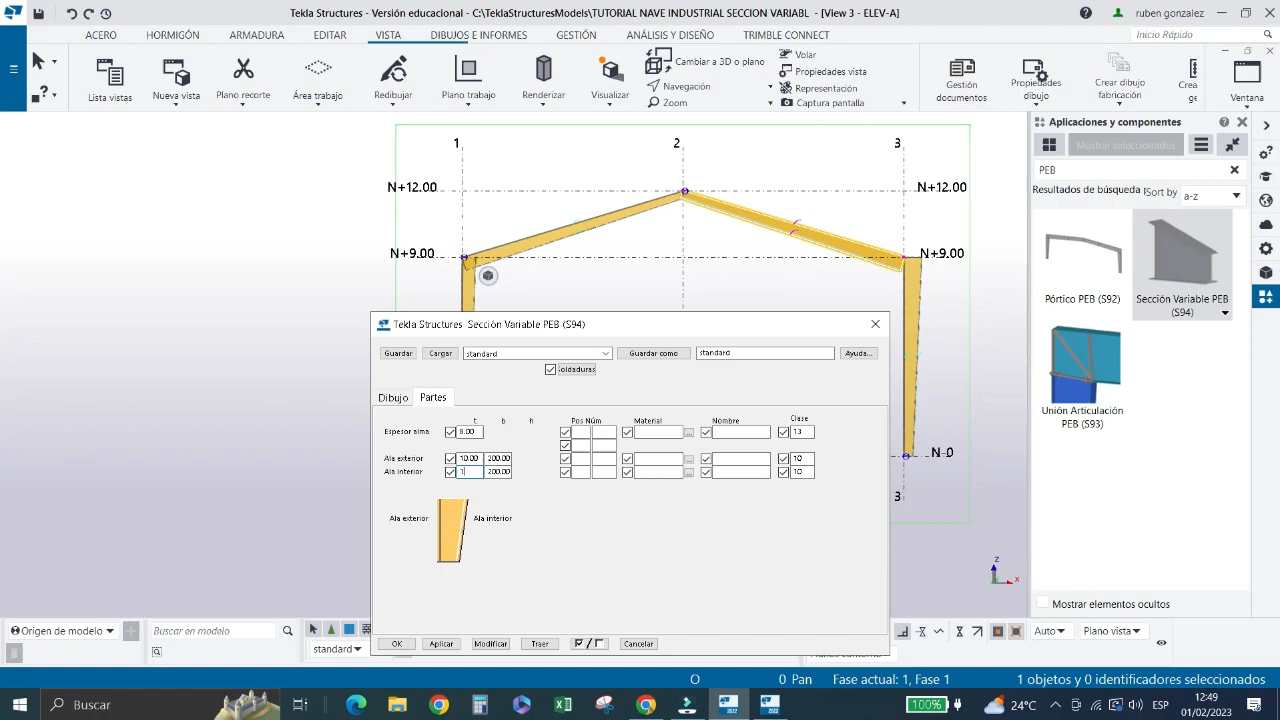 Tekla Structures - Versión educacional - C:\TeklaStructuresModels\TUTORIAL NAVE INDUSTRIAL SECCION VARIABL - [View 3 - ELEV-A]
ruben gonzalez
ACERO HORMIGÓN ARMADURA EDITAR VISTA DIBUJOS E INFORMES GESTIÓN ANÁLISIS Y DISEÑO TRIMBLE CONNECT
Inicio Rápido
Lista vistas
Nueva vista
Plano recorte
Área trabajo
Redibujar
Plano trabajo
Renderizar
Visualizar
Cambiar a 3D o plano
Navegación
Zoom
Volar
Propiedades vista
Representación
Captura pantalla
Gestión documentos
Propiedades dibujo
Crear dibujo fabricación
Crea ge
Ventana
Aplicaciones y componentes
Mostrar seleccionados
PEB
Resultados de búsqueda
Sort by
a-z
Pórtico PEB (S92)
Sección Variable PEB (S94)
Unión Articulación PEB (S93)
Mostrar elementos ocultos
1 2 3
N+12.00 N+12.00
N+9.00 N+9.00
N-0
3
Tekla Structures Sección Variable PEB (S94)
Guardar Cargar standard Guardar como standard Ayuda...
oldaduras
Dibujo Partes
t b h Pos Núm Material Nombre Clase
Espesor alma 8.00 13
Ala exterior 10.00 200.00 10
Ala interior 1 200.00 10
Ala exterior Ala interior
OK Aplicar Modificar Traer Cancelar
z
x
Origen de modelo
Buscar en modelo
standard
Auto
Plano vista
O 0 Pan Fase actual: 1, Fase 1 1 objetos y 0 identificadores seleccionados
Buscar
2022
2022
100%
24°C
ESP
12:49
01/02/2023